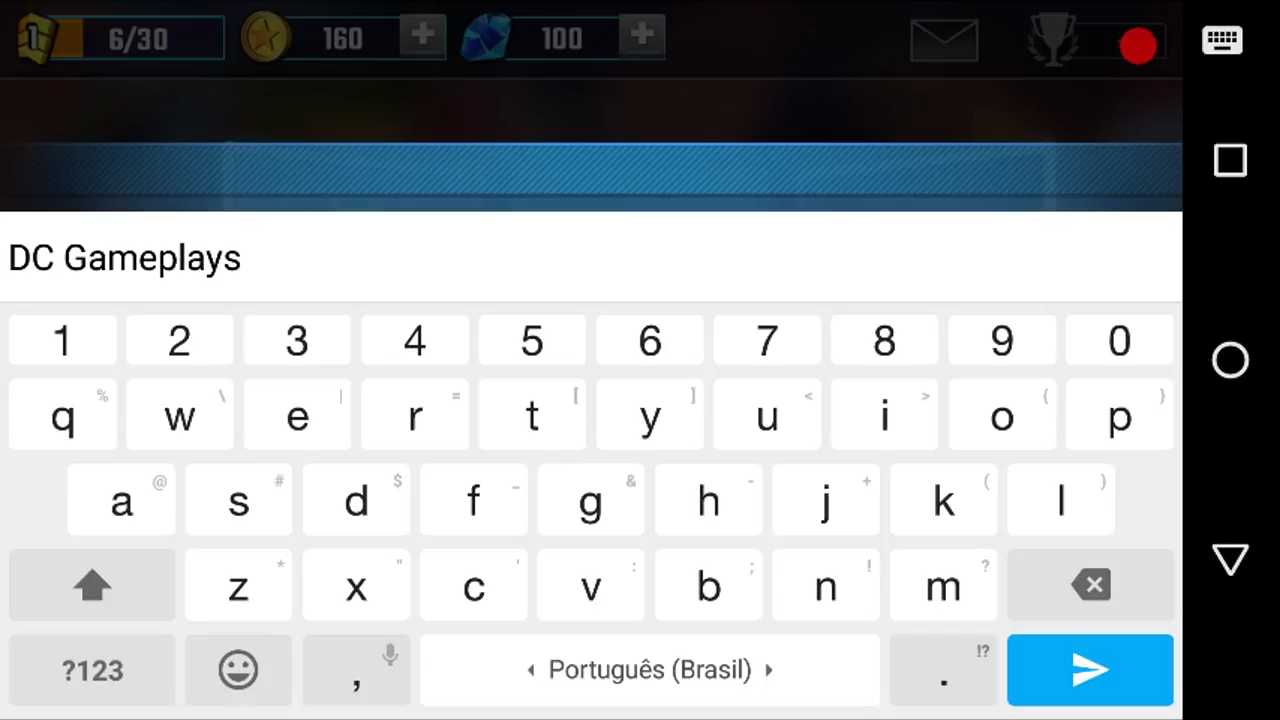 1 6/30 160 + 100 +
DC Gameplays
1 2 3 4 5 6 7 8 9 0
q % w \ e | r = t [ y ] u < i > o { p }
a @ s # d $ f _ g & h - j + k ( l )
z * x " c ' v : b ; n ! m ?
?123 , ◂ Português (Brasil) ▸ . !?